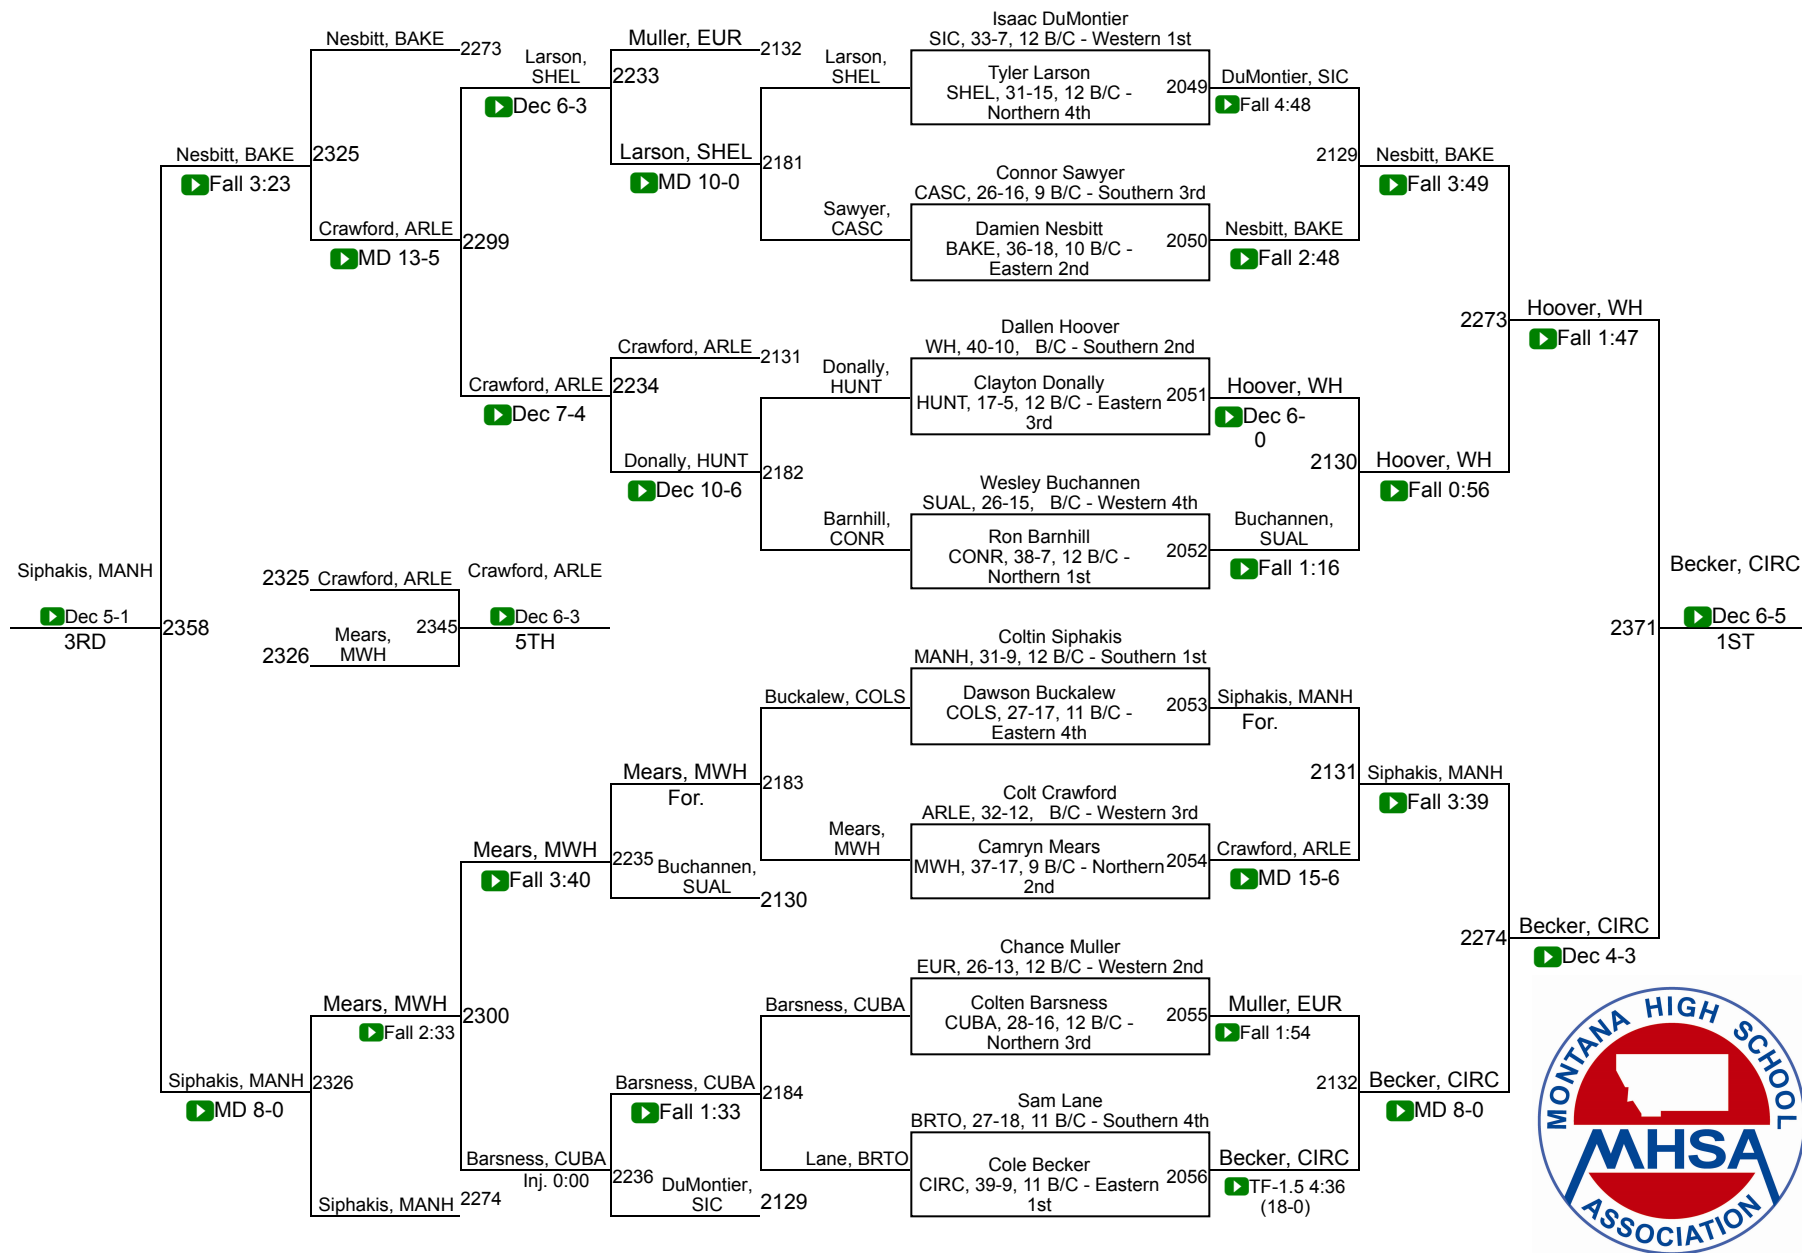 Isaac DuMontier
SIC, 33-7, 12 B/C - Western 1st
Nesbitt, BAKE
2273
Muller, EUR
2132
Larson,
SHEL
Larson,
SHEL
2233
Tyler Larson
SHEL, 31-15, 12 B/C -
Northern 4th
2049
DuMontier, SIC
Fall 4:48
Dec 6-3
Nesbitt, BAKE
2325
Fall 3:23
Larson, SHEL
2181
MD 10-0
Connor Sawyer
CASC, 26-16, 9 B/C - Southern 3rd
2129
Nesbitt, BAKE
Fall 3:49
Crawford, ARLE
2299
MD 13-5
Sawyer,
CASC
Damien Nesbitt
BAKE, 36-18, 10 B/C -
Eastern 2nd
2050
Nesbitt, BAKE
Fall 2:48
2273
Hoover, WH
Fall 1:47
Crawford, ARLE
2131
Dallen Hoover
WH, 40-10, B/C - Southern 2nd
Crawford, ARLE
2234
Dec 7-4
Donally,
HUNT
Clayton Donally
HUNT, 17-5, 12 B/C - Eastern
3rd
2051
Hoover, WH
Dec 6-
0
Donally, HUNT
2182
Dec 10-6
Wesley Buchannen
SUAL, 26-15, B/C - Western 4th
2130
Hoover, WH
Fall 0:56
Barnhill,
CONR
Ron Barnhill
CONR, 38-7, 12 B/C -
Northern 1st
2052
Buchannen,
SUAL
Fall 1:16
Siphakis, MANH
Dec 5-1
3RD
2358
2325
Crawford, ARLE
2326
Mears,
MWH
2345
Crawford, ARLE
Dec 6-3
5TH
2371
Becker, CIRC
Dec 6-5
1ST
Coltin Siphakis
MANH, 31-9, 12 B/C - Southern 1st
Buckalew, COLS
Dawson Buckalew
COLS, 27-17, 11 B/C -
Eastern 4th
2053
Siphakis, MANH
For.
Mears, MWH
For.
2183
Colt Crawford
ARLE, 32-12, B/C - Western 3rd
2131
Siphakis, MANH
Fall 3:39
Mears, MWH
Fall 3:40
2235
Buchannen,
SUAL
2130
Mears,
MWH
Camryn Mears
MWH, 37-17, 9 B/C - Northern
2nd
2054
Crawford, ARLE
MD 15-6
2274
Becker, CIRC
Dec 4-3
Chance Muller
EUR, 26-13, 12 B/C - Western 2nd
Mears, MWH
Fall 2:33
2300
Barsness, CUBA
Colten Barsness
CUBA, 28-16, 12 B/C -
Northern 3rd
2055
Muller, EUR
Fall 1:54
Siphakis, MANH
MD 8-0
2326
Barsness, CUBA
Fall 1:33
2184
Sam Lane
BRTO, 27-18, 11 B/C - Southern 4th
2132
Becker, CIRC
MD 8-0
Barsness, CUBA
Inj. 0:00
2236
DuMontier,
SIC
2129
Lane, BRTO
Cole Becker
CIRC, 39-9, 11 B/C - Eastern
1st
2056
Becker, CIRC
TF-1.5 4:36
(18-0)
Siphakis, MANH
2274
MONTANA HIGH SCHOOL
MHSA
ASSOCIATION